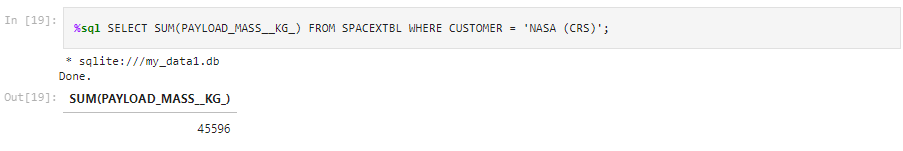 In [19]: %sql SELECT SUM(PAYLOAD_MASS__KG_) FROM SPACEXTBL WHERE CUSTOMER = 'NASA (CRS)';
* sqlite:///my_data1.db
Done.
Out[19]: SUM(PAYLOAD_MASS__KG_)
45596